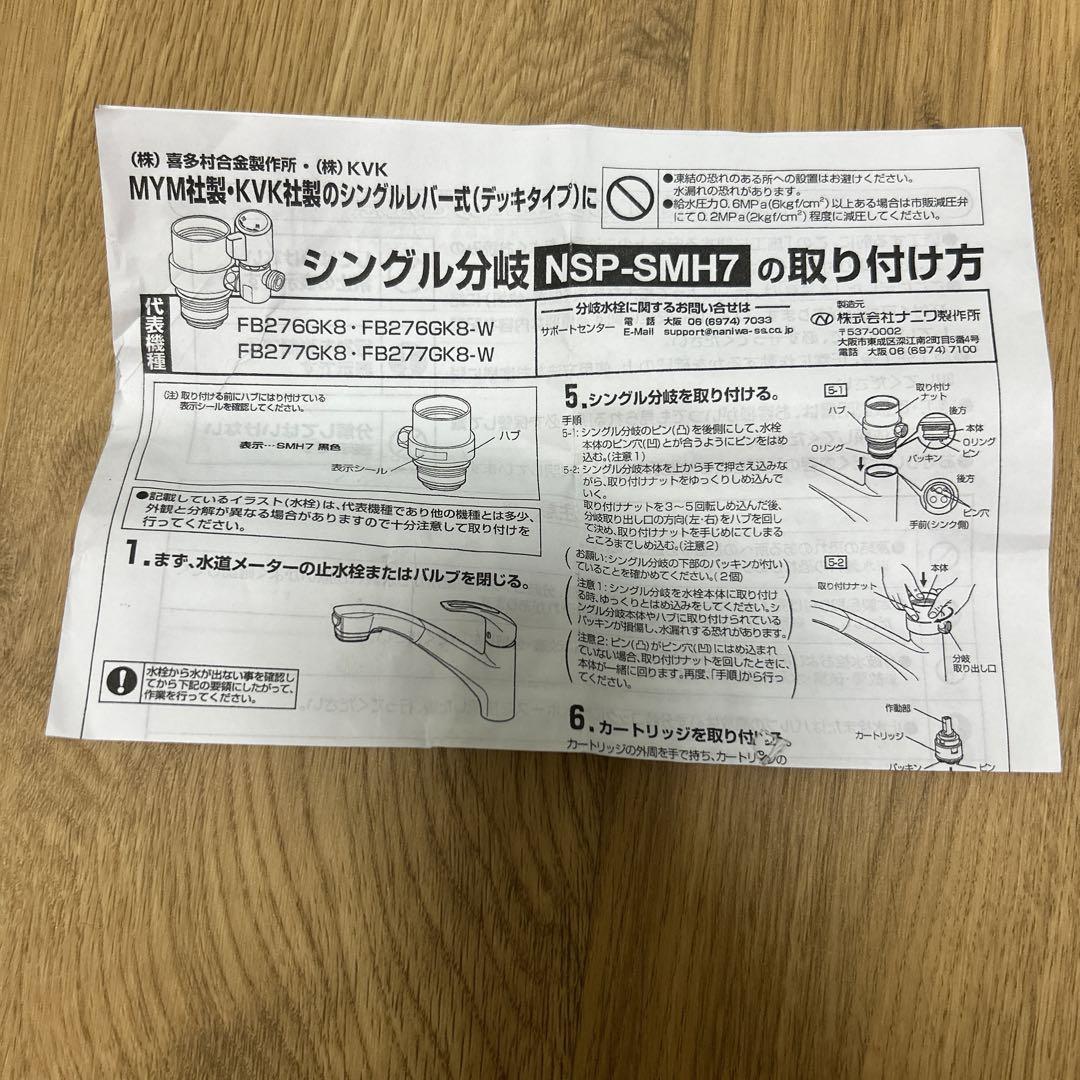 (株)喜多村合金製作所・(株)KVK
MYM社製・KVK社製のシングルレバー式(デッキタイプ)に
●凍結の恐れのある所への設置はお避けください。
水漏れの恐れがあります。
●給水圧力0.6MPa(6kgf/cm²)以上ある場合は市販減圧弁
にて0.2MPa(2kgf/cm²)程度に減圧してください。
シングル分岐 NSP-SMH7 の取り付け方
代表機種
FB276GK8・FB276GK8-W
FB277GK8・FB277GK8-W
分岐水栓に関するお問い合せは
サポートセンター
電 話 大阪 06(6974)7033
E-Mail support@naniwa-ss.co.jp
製造元
株式会社ナニワ製作所
〒537-0002
大阪市東成区深江南2丁目5番4号
電話 大阪06(6974)7100
(注)取り付ける前にハブにはり付けている
表示シールを確認してください。
表示…SMH7 黒色
ハブ
表示シール
●記載しているイラスト(水栓)は、代表機種であり他の機種とは多少、
外観と分解が異なる場合がありますので十分注意して取り付けを
行ってください。
1.まず、水道メーターの止水栓またはバルブを閉じる。
水栓から水が出ない事を確認し
てから下記の要領にしたがって、
作業を行ってください。
5.シングル分岐を取り付ける。
手順
5-1:シングル分岐のピン(凸)を後側にして、水栓
本体のピン穴(凹)とが合うようにピンをはめ
込む。(注意1)
5-2:シングル分岐本体を上から手で押さえ込みな
がら、取り付けナットをゆっくりしめ込んで
いく。
取り付けナットを3〜5回転しめ込んだ後、
分岐取り出し口の方向(左・右)をハブを回し
て決め、取り付けナットを手じめにてしまる
ところまでしめ込む。(注意2)
お願い:シングル分岐の下部のパッキンが付い
ていることを確かめてください。(2個)
注意1:シングル分岐を水栓本体に取り付け
る時、ゆっくりとはめ込みをしてください。シ
ングル分岐本体やハブに取り付けられている
パッキンが損傷し、水漏れする恐れがあります。
注意2:ピン(凸)がピン穴(凹)にはめ込まれ
ていない場合、取り付けナットを回したときに、
本体が一緒に回ります。再度、「手順」から行っ
てください。
5-1
取り付け
ナット
ハブ
後方
本体
Oリング
ピン
パッキン
Oリング
後方
ピン穴
手前(シンク側)
5-2
本体
取り付けナット
分岐
取り出し口
6.カートリッジを取り付け
カートリッジの外周を手で持ち、カートリッジの
作動部
カートリッジ
パッキン
ピン